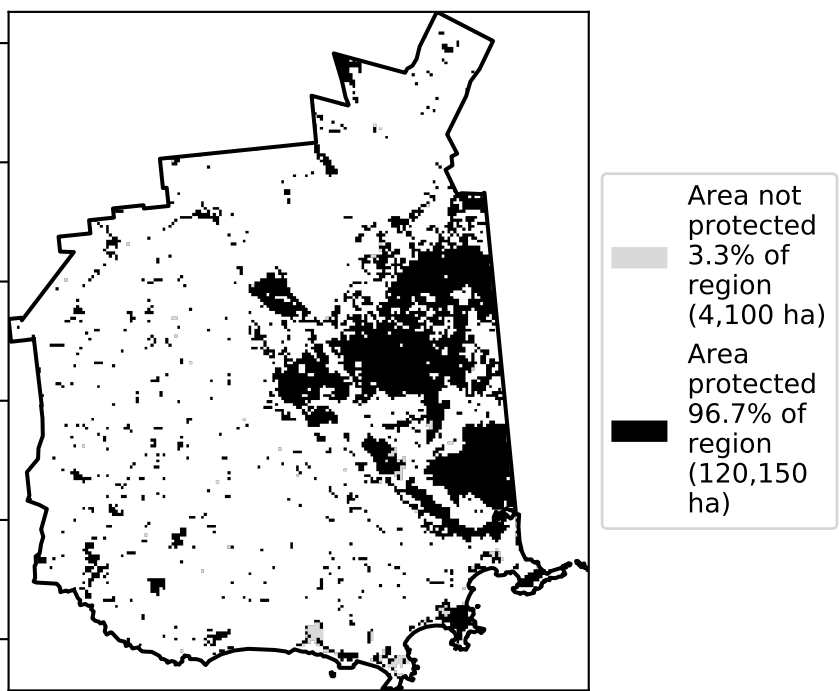 Area not
protected
3.3% of
region
(4,100 ha)
Area
protected
96.7% of
region
(120,150
ha)